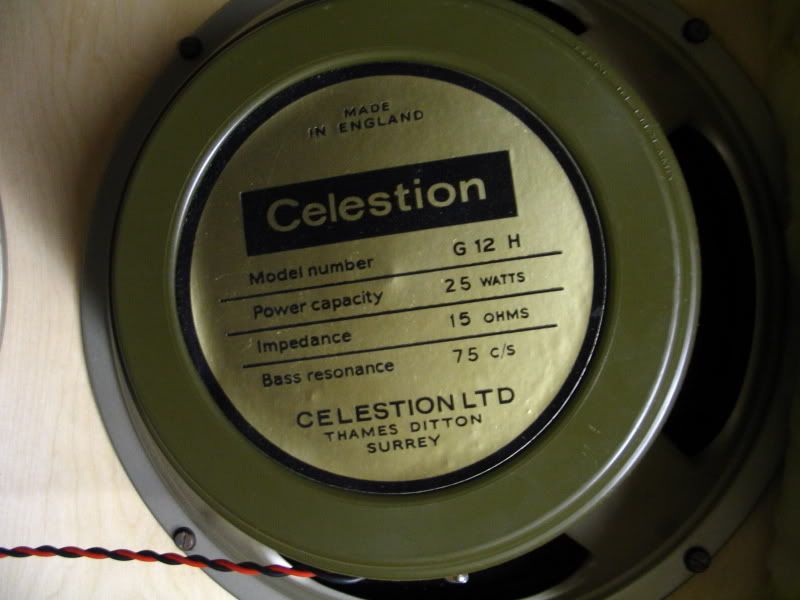 MADE
IN ENGLAND
Celestion
Model number G 12 H
Power capacity 25 WATTS
Impedance 15 OHMS
Bass resonance 75 C/S
CELESTION LTD
THAMES DITTON
SURREY